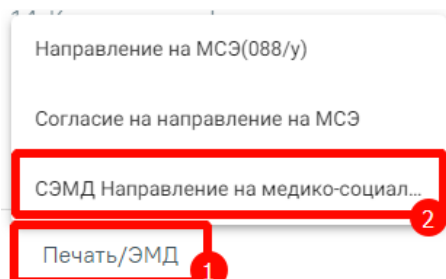 Направление на МСЭ(088/у)
Согласие на направление на МСЭ
СЭМД Направление на медико-социал...
2
Печать/ЭМД
1